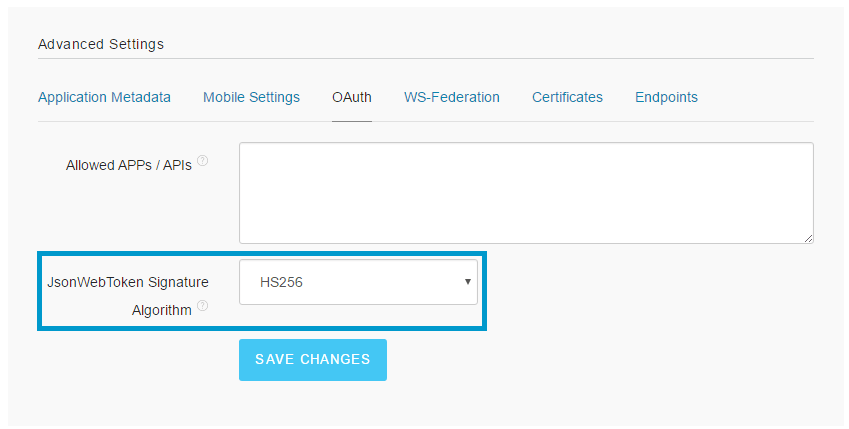 Advanced Settings
Application Metadata Mobile Settings OAuth WS-Federation Certificates Endpoints
Allowed APPs / APIs ?
JsonWebToken Signature
Algorithm ?
HS256
SAVE CHANGES